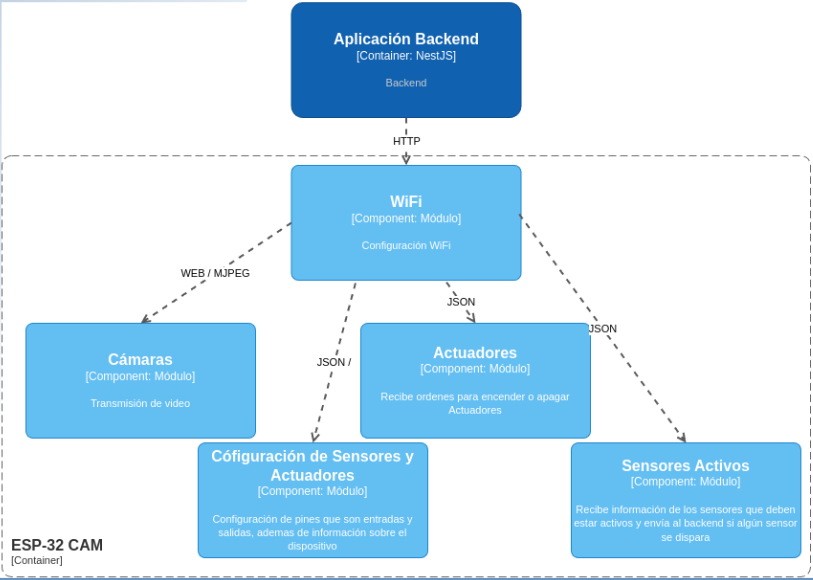 Aplicación Backend
[Container: NestJS]
Backend
HTTP
WiFi
[Component: Módulo]
Configuración WiFi
WEB / MJPEG
JSON
JSON
JSON /
Cámaras
[Component: Módulo]
Transmisión de video
Actuadores
[Component: Módulo]
Recibe ordenes para encender o apagar
Actuadores
Cófiguración de Sensores y
Actuadores
[Component: Módulo]
Configuración de pines que son entradas y
salidas, ademas de información sobre el
dispositivo
Sensores Activos
[Component: Módulo]
Recibe información de los sensores que deben
estar activos y envía al backend si algún sensor
se dispara
ESP-32 CAM
[Container]